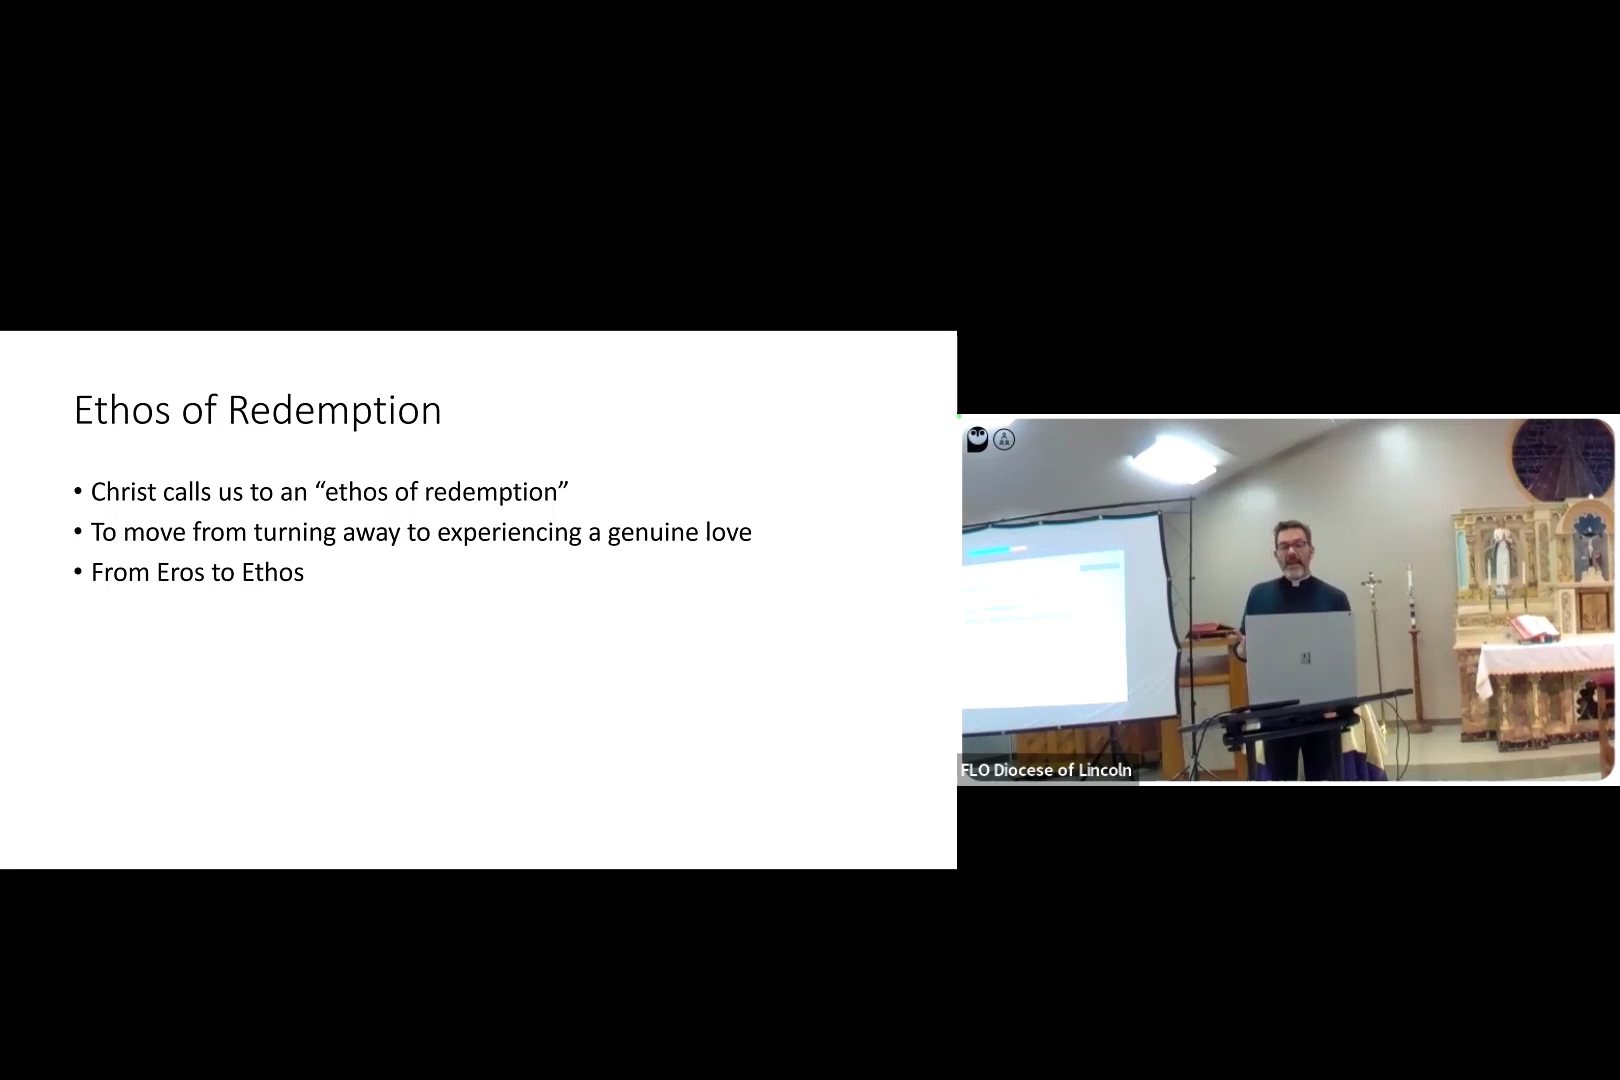 Ethos of Redemption
• Christ calls us to an “ethos of redemption”
• To move from turning away to experiencing a genuine love
• From Eros to Ethos
FLO Diocese of Lincoln